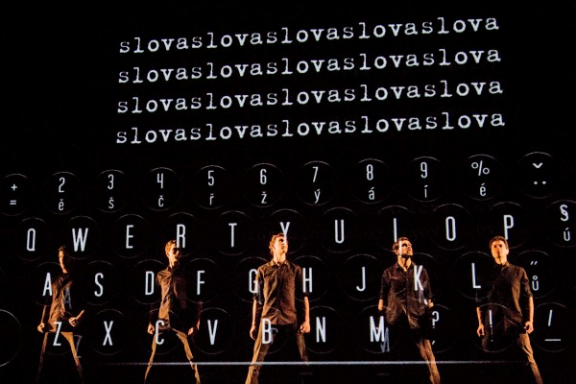 slovaslovaslovaslovaslova
slovaslovaslovaslovaslova
slovaslovaslovaslovaslova
slovaslovaslovaslovaslova
+ 2 3 4 5 6 7 8 9 % ˇ
= ě š č ř ž ý á í é ¨
Q W E R T Y U I O P Š
ú
A S D F G H J K L "
ů
Z X C V B N M ? ! /